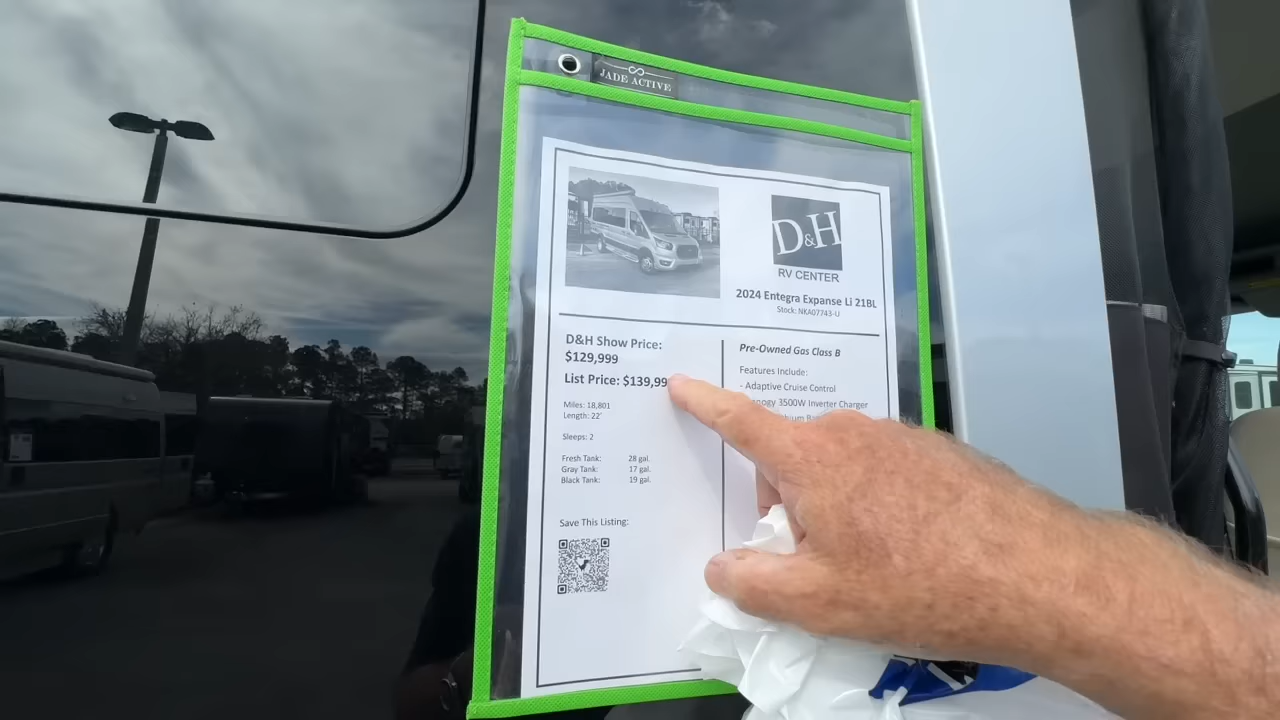 JADE ACTIVE
D&H
RV CENTER
2024 Entegra Expanse Li 21BL
Stock: NKA07743-U
D&H Show Price:
$129,999
List Price: $139,99
Miles: 18,801
Length: 22'
Sleeps: 2
Fresh Tank: 28 gal.
Gray Tank: 17 gal.
Black Tank: 19 gal.
Save This Listing:
Pre-Owned Gas Class B
Features Include:
- Adaptive Cruise Control
3500W Inverter Charger